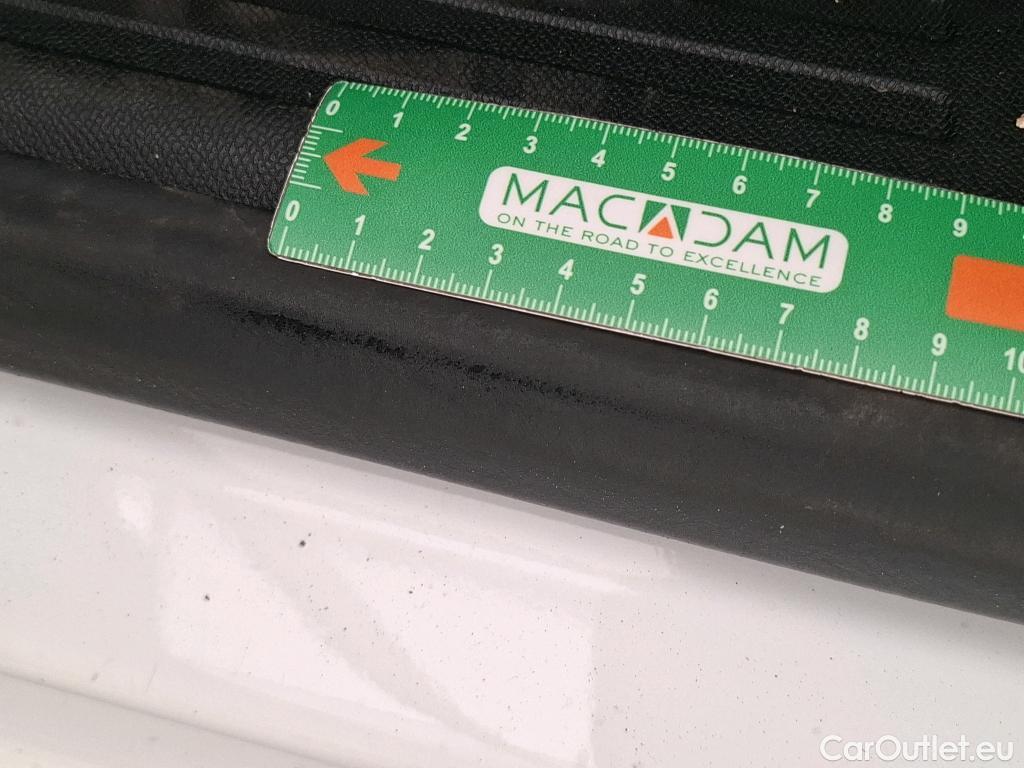 0 1 2 3 4 5 6 7 8 9
MACADAM
ON THE ROAD TO EXCELLENCE
0 1 2 3 4 5 6 7 8 9 10
CarOutlet.eu